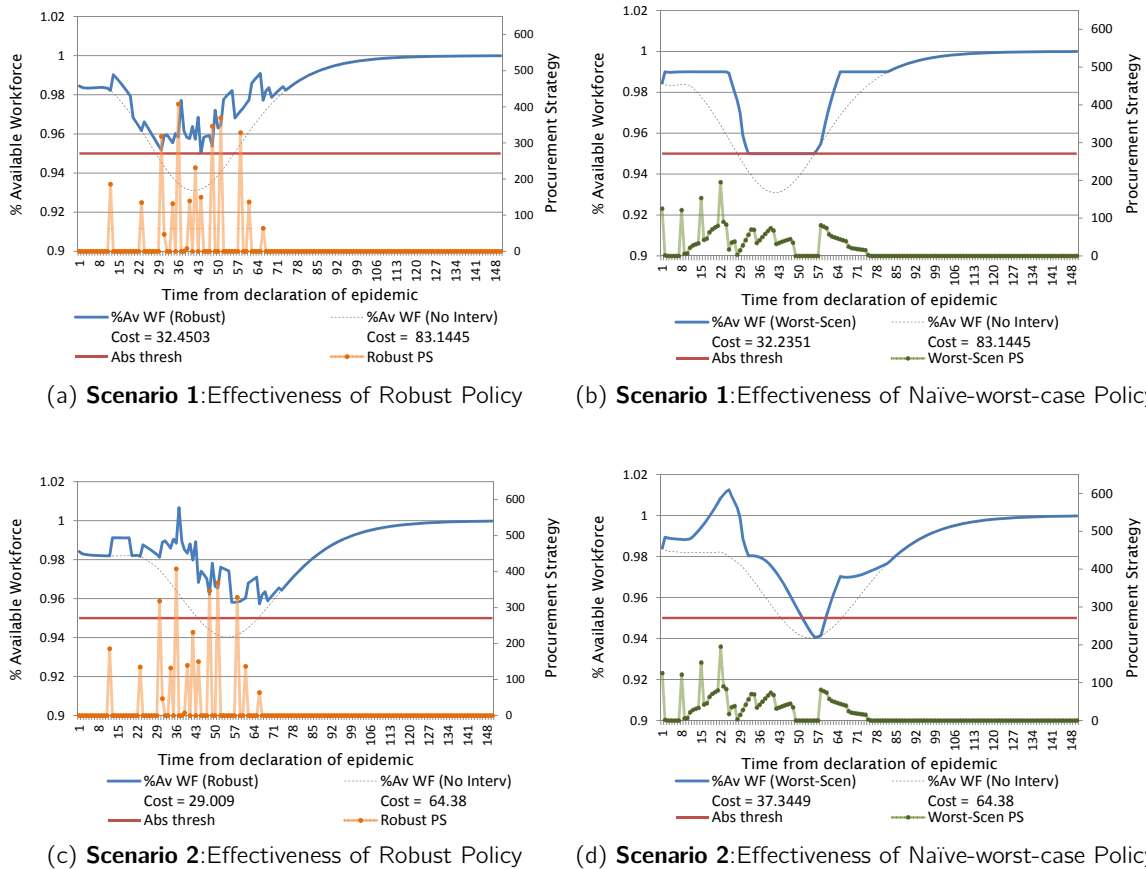 1.02
1
0.98
0.96
0.94
0.92
0.9
% Available Workforce
600
500
400
300
200
100
0
Procurement Strategy
1 8 15 22 29 36 43 50 57 64 71 78 85 92 99 106 113 120 127 134 141 148
Time from declaration of epidemic
%Av WF (Robust) %Av WF (No Interv)
Cost = 32.4503 Cost = 83.1445
Abs thresh Robust PS
(a) Scenario 1:Effectiveness of Robust Policy
1.02
1
0.98
0.96
0.94
0.92
0.9
% Available Workforce
600
500
400
300
200
100
0
Procurement Strategy
1 8 15 22 29 36 43 50 57 64 71 78 85 92 99 106 113 120 127 134 141 148
Time from declaration of epidemic
%Av WF (Worst-Scen) %Av WF (No Interv)
Cost = 32.2351 Cost = 83.1445
Abs thresh Worst-Scen PS
(b) Scenario 1:Effectiveness of Naïve-worst-case Policy
1.02
1
0.98
0.96
0.94
0.92
0.9
% Available Workforce
600
500
400
300
200
100
0
Procurement Strategy
1 8 15 22 29 36 43 50 57 64 71 78 85 92 99 106 113 120 127 134 141 148
Time from declaration of epidemic
%Av WF (Robust) %Av WF (No Interv)
Cost = 29.009 Cost = 64.38
Abs thresh Robust PS
(c) Scenario 2:Effectiveness of Robust Policy
1.02
1
0.98
0.96
0.94
0.92
0.9
% Available Workforce
600
500
400
300
200
100
0
Procurement Strategy
1 8 15 22 29 36 43 50 57 64 71 78 85 92 99 106 113 120 127 134 141 148
Time from declaration of epidemic
%Av WF (Worst-Scen) %Av WF (No Interv)
Cost = 37.3449 Cost = 64.38
Abs thresh Worst-Scen PS
(d) Scenario 2:Effectiveness of Naïve-worst-case Policy